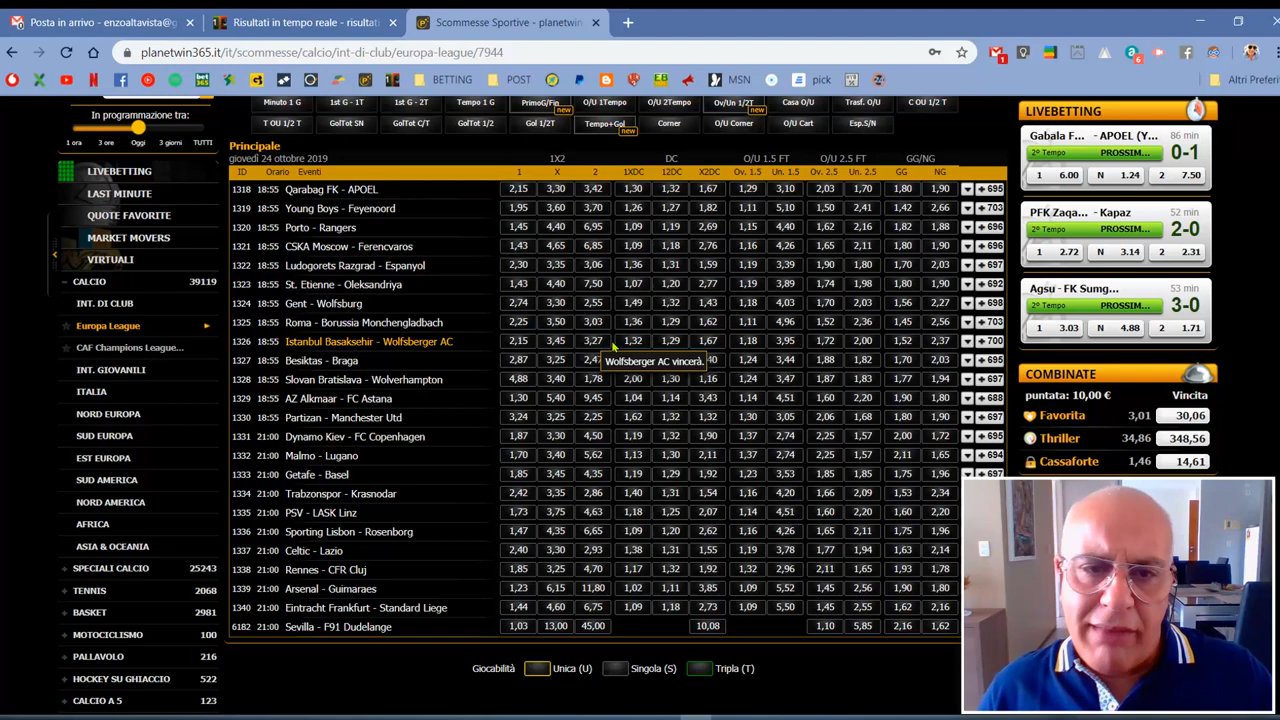 Posta in arrivo - enzoaltavista@g
Risultati in tempo reale - risultati
Scommesse Sportive - planetwin
planetwin365.it/it/scommesse/calcio/int-di-club/europa-league/7944
BETTING POST MSN pick Altri Preferi
Minuto 1 G 1st G - 1T 1st G - 2T Tempo 1 G PrimoG/Fin O/U 1Tempo O/U 2Tempo Ov/Un 1/2T Casa O/U Trasf. O/U C OU 1/2 T
new new
T OU 1/2 T GolTot SN GolTot C/T GolTot 1/2 Gol 1/2T Tempo+Gol Corner O/U Corner O/U Cart Esp.S/N
new
Principale
giovedì 24 ottobre 2019 1X2 DC O/U 1.5 FT O/U 2.5 FT GG/NG
ID Orario Eventi 1 X 2 1XDC 12DC X2DC Ov. 1.5 Un. 1.5 Ov. 2.5 Un. 2.5 GG NG
1318 18:55 Qarabag FK - APOEL 2,15 3,30 3,42 1,30 1,32 1,67 1,29 3,10 2,03 1,70 1,80 1,90 +695
1319 18:55 Young Boys - Feyenoord 1,95 3,60 3,70 1,26 1,27 1,82 1,11 5,10 1,50 2,41 1,42 2,66 +703
1320 18:55 Porto - Rangers 1,45 4,40 6,95 1,09 1,19 2,69 1,15 4,40 1,62 2,16 1,82 1,88 +696
1321 18:55 CSKA Moscow - Ferencvaros 1,43 4,65 6,85 1,09 1,18 2,76 1,16 4,26 1,65 2,11 1,80 1,90 +696
1322 18:55 Ludogorets Razgrad - Espanyol 2,30 3,35 3,06 1,36 1,31 1,59 1,19 3,39 1,90 1,80 1,70 2,03 +697
1323 18:55 St. Etienne - Oleksandriya 1,43 4,40 7,50 1,07 1,20 2,77 1,19 3,89 1,74 1,98 2,00 1,72 +692
1324 18:55 Gent - Wolfsburg 2,74 3,30 2,55 1,49 1,32 1,43 1,18 4,03 1,70 2,03 1,56 2,27 +698
1325 18:55 Roma - Borussia Monchengladbach 2,25 3,50 3,03 1,36 1,29 1,62 1,11 4,96 1,52 2,36 1,45 2,56 +703
1326 18:55 Istanbul Basaksehir - Wolfsberger AC 2,15 3,45 3,27 1,32 1,29 1,67 1,18 3,95 1,72 2,00 1,52 2,37 +700
1327 18:55 Besiktas - Braga 2,87 3,25 2,47 40 1,24 3,44 1,88 1,82 1,70 2,03 +697
Wolfsberger AC vincerà.
1328 18:55 Slovan Bratislava - Wolverhampton 4,88 3,40 1,78 2,00 1,30 1,16 1,24 3,47 1,87 1,83 1,77 1,94 +697
1329 18:55 AZ Alkmaar - FC Astana 1,30 5,40 9,45 1,04 1,14 3,43 1,14 4,51 1,60 2,20 2,00 1,72 +688
1330 18:55 Partizan - Manchester Utd 3,24 3,25 2,25 1,62 1,32 1,32 1,30 3,05 2,06 1,68 1,80 1,90 +697
1331 21:00 Dynamo Kiev - FC Copenhagen 1,87 3,30 4,50 1,19 1,32 1,90 1,37 2,74 2,25 1,57 2,00 1,72 +695
1332 21:00 Malmo - Lugano 1,70 3,40 5,62 1,13 1,30 2,11 1,37 2,74 2,24 1,57 2,11 1,65 +694
1333 21:00 Getafe - Basel 1,85 3,45 4,35 1,19 1,29 1,92 1,23 3,53 1,85 1,85 1,75 1,96 +697
1334 21:00 Trabzonspor - Krasnodar 2,42 3,35 2,86 1,40 1,31 1,54 1,16 4,20 1,66 2,09 1,53 2,34
1335 21:00 PSV - LASK Linz 1,73 3,75 4,63 1,18 1,25 2,07 1,14 4,51 1,60 2,20 1,60 2,20
1336 21:00 Sporting Lisbon - Rosenborg 1,47 4,35 6,65 1,09 1,20 2,62 1,16 4,26 1,65 2,11 1,75 1,96
1337 21:00 Celtic - Lazio 2,40 3,30 2,93 1,38 1,31 1,55 1,19 3,78 1,77 1,94 1,63 2,14
1338 21:00 Rennes - CFR Cluj 1,85 3,25 4,70 1,17 1,32 1,92 1,32 2,96 2,11 1,65 1,93 1,78
1339 21:00 Arsenal - Guimaraes 1,23 6,15 11,80 1,02 1,11 3,85 1,09 5,52 1,45 2,56 1,90 1,80
1340 21:00 Eintracht Frankfurt - Standard Liege 1,44 4,60 6,75 1,09 1,18 2,73 1,09 5,50 1,45 2,55 1,62 2,16
6182 21:00 Sevilla - F91 Dudelange 1,03 13,00 45,00 10,08 1,10 5,85 2,16 1,62
Giocabilità Unica (U) Singola (S) Tripla (T)
In programmazione tra:
1 ora 3 ore Oggi 3 giorni TUTTI
LIVEBETTING
LAST MINUTE
QUOTE FAVORITE
MARKET MOVERS
VIRTUALI
CALCIO 39119
INT. DI CLUB
Europa League
CAF Champions League...
INT. GIOVANILI
ITALIA
NORD EUROPA
SUD EUROPA
EST EUROPA
SUD AMERICA
NORD AMERICA
AFRICA
ASIA & OCEANIA
SPECIALI CALCIO 25243
TENNIS 2068
BASKET 2981
MOTOCICLISMO 100
PALLAVOLO 216
HOCKEY SU GHIACCIO 522
CALCIO A 5 123
LIVEBETTING
Gabala F... - APOEL (Y... 86 min
2º Tempo PROSSIM... 0-1
1 6.00 N 1.24 2 7.50
PFK Zaqa... - Kapaz 52 min
2º Tempo PROSSIM... 2-0
1 2.72 N 3.14 2 2.31
Agsu - FK Sumg... 53 min
2º Tempo PROSSIM... 3-0
1 3.03 N 4.88 2 1.71
COMBINATE
puntata: 10,00 € Vincita
Favorita 3,01 30,06
Thriller 34,86 348,56
Cassaforte 1,46 14,61